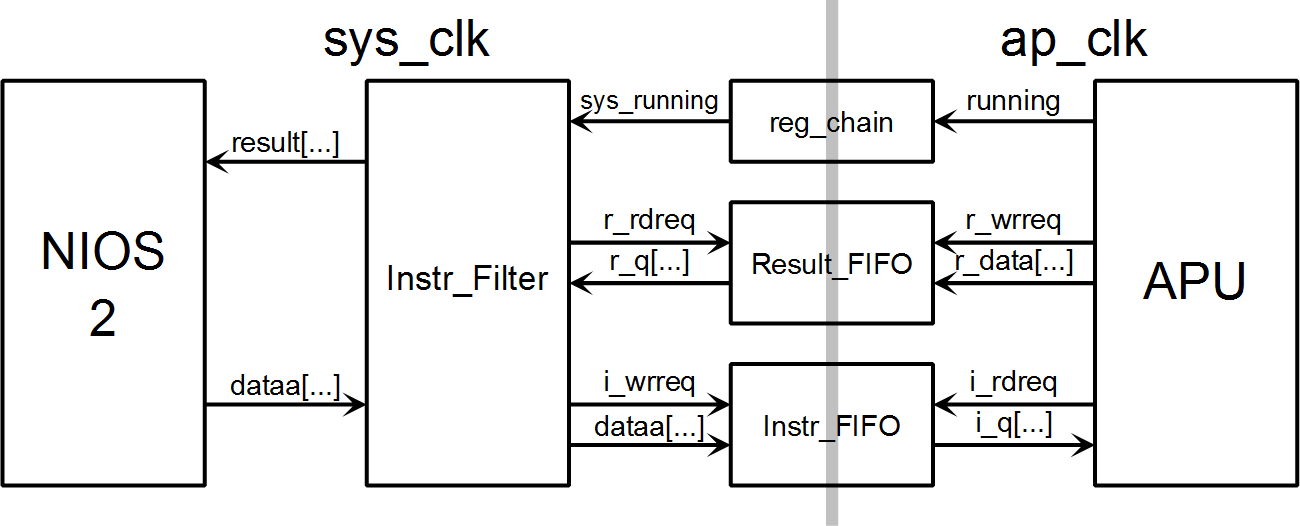 sys_clk
ap_clk
sys_running
reg_chain
running
result[...]
NIOS
2
Instr_Filter
r_rdreq
r_q[...]
Result_FIFO
r_wrreq
r_data[...]
APU
dataa[...]
i_wrreq
dataa[...]
Instr_FIFO
i_rdreq
i_q[...]